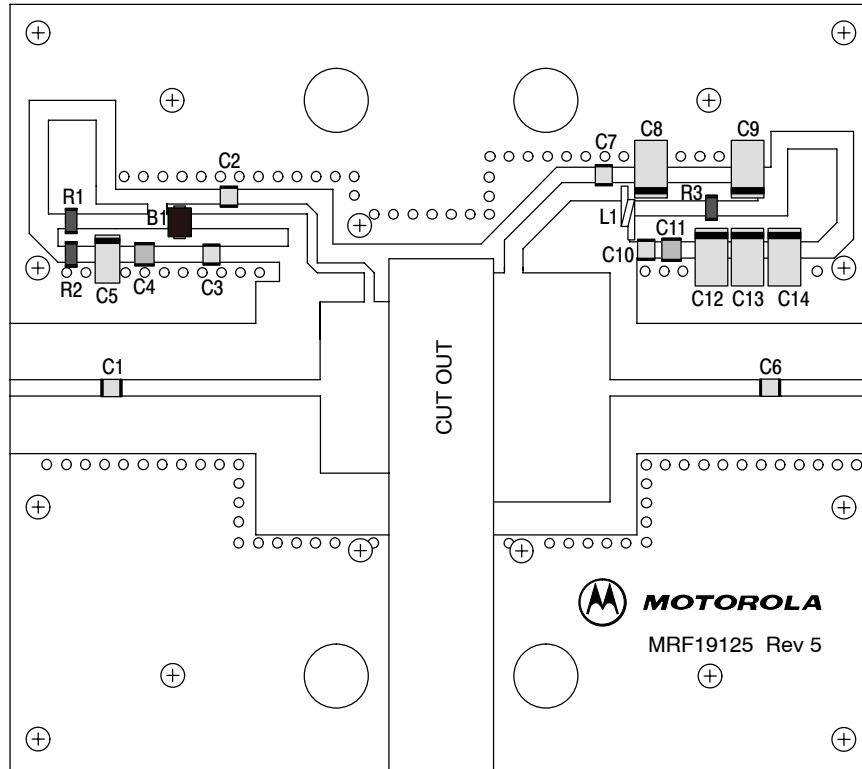 C2
C7
C8
C9
R1
B1
R3
L1
C11
C10
R2
C5
C4
C3
C12
C13
C14
C1
C6
CUT OUT
MOTOROLA
MRF19125 Rev 5